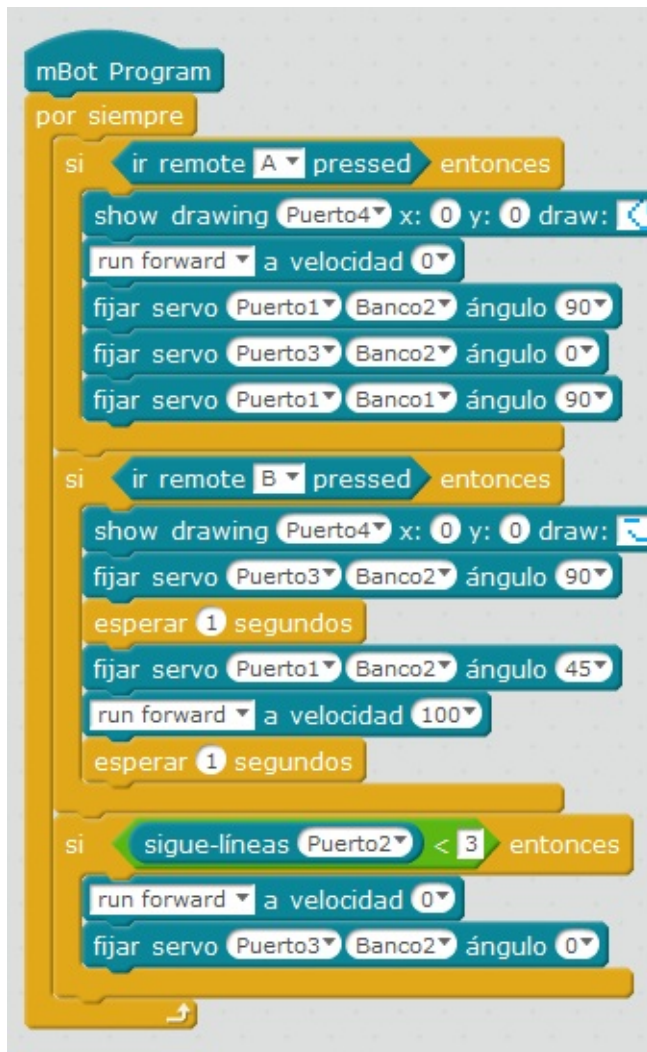 mBot Program
por siempre
si ir remote A pressed entonces
show drawing Puerto4 x: 0 y: 0 draw:
run forward a velocidad 0
fijar servo Puerto1 Banco2 ángulo 90
fijar servo Puerto3 Banco2 ángulo 0
fijar servo Puerto1 Banco1 ángulo 90
si ir remote B pressed entonces
show drawing Puerto4 x: 0 y: 0 draw:
fijar servo Puerto3 Banco2 ángulo 90
esperar 1 segundos
fijar servo Puerto1 Banco2 ángulo 45
run forward a velocidad 100
esperar 1 segundos
si sigue-líneas Puerto2 < 3 entonces
run forward a velocidad 0
fijar servo Puerto3 Banco2 ángulo 0